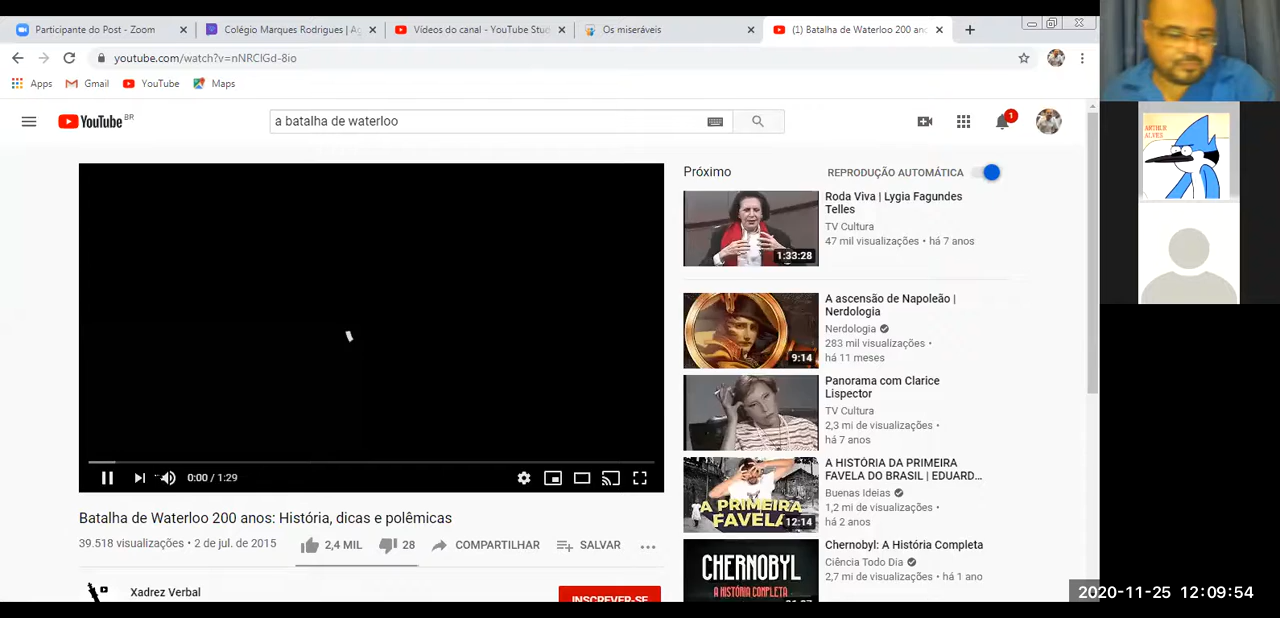 Participante do Post - Zoom
Colégio Marques Rodrigues | Ag
Vídeos do canal - YouTube Stud
Os miseráveis
(1) Batalha de Waterloo 200 ano
youtube.com/watch?v=nNRClGd-8io
Apps
Gmail
YouTube
Maps
YouTube BR
a batalha de waterloo
1
Próximo
REPRODUÇÃO AUTOMÁTICA
Roda Viva | Lygia Fagundes
Telles
TV Cultura
47 mil visualizações • há 7 anos
1:33:28
A ascensão de Napoleão |
Nerdologia
Nerdologia
283 mil visualizações •
há 11 meses
9:14
Panorama com Clarice
Lispector
TV Cultura
2,3 mi de visualizações •
há 7 anos
A HISTÓRIA DA PRIMEIRA
FAVELA DO BRASIL | EDUARD...
Buenas Ideias
1,2 mi de visualizações •
há 2 anos
A PRIMEIRA
FAVELA
12:14
Chernobyl: A História Completa
Ciência Todo Dia
2,7 mi de visualizações • há 1 ano
CHERNOBYL
A HISTÓRIA COMPLETA
0:00 / 1:29
Batalha de Waterloo 200 anos: História, dicas e polêmicas
39.518 visualizações • 2 de jul. de 2015
2,4 MIL
28
COMPARTILHAR
SALVAR
Xadrez Verbal
INSCREVER-SE
ARTHUR
ALVES
2020-11-25 12:09:54